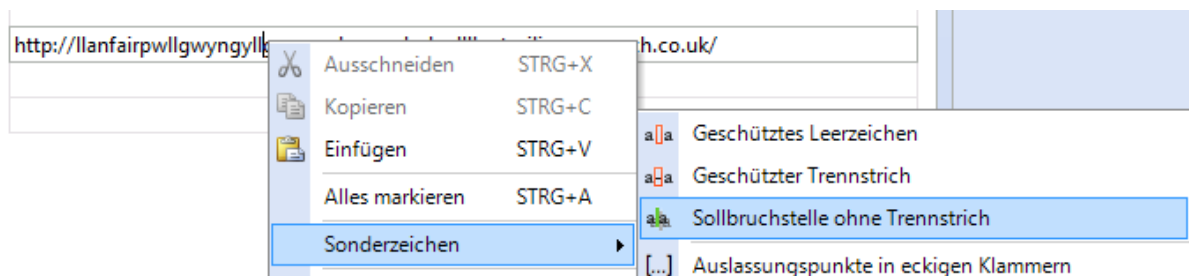 http://llanfairpwllgwyngyll ch.co.uk/
Ausschneiden STRG+X
Kopieren STRG+C
Einfügen STRG+V
Alles markieren STRG+A
Sonderzeichen
a a Geschütztes Leerzeichen
a-a Geschützter Trennstrich
a a Sollbruchstelle ohne Trennstrich
[...] Auslassungspunkte in eckigen Klammern